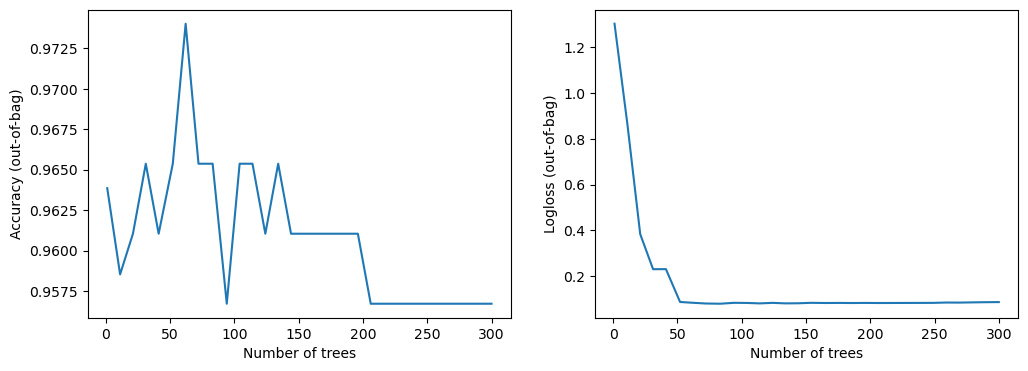 Accuracy (out-of-bag)
0.9725
0.9700
0.9675
0.9650
0.9625
0.9600
0.9575
0 50 100 150 200 250 300
Number of trees
Logloss (out-of-bag)
1.2
1.0
0.8
0.6
0.4
0.2
0 50 100 150 200 250 300
Number of trees